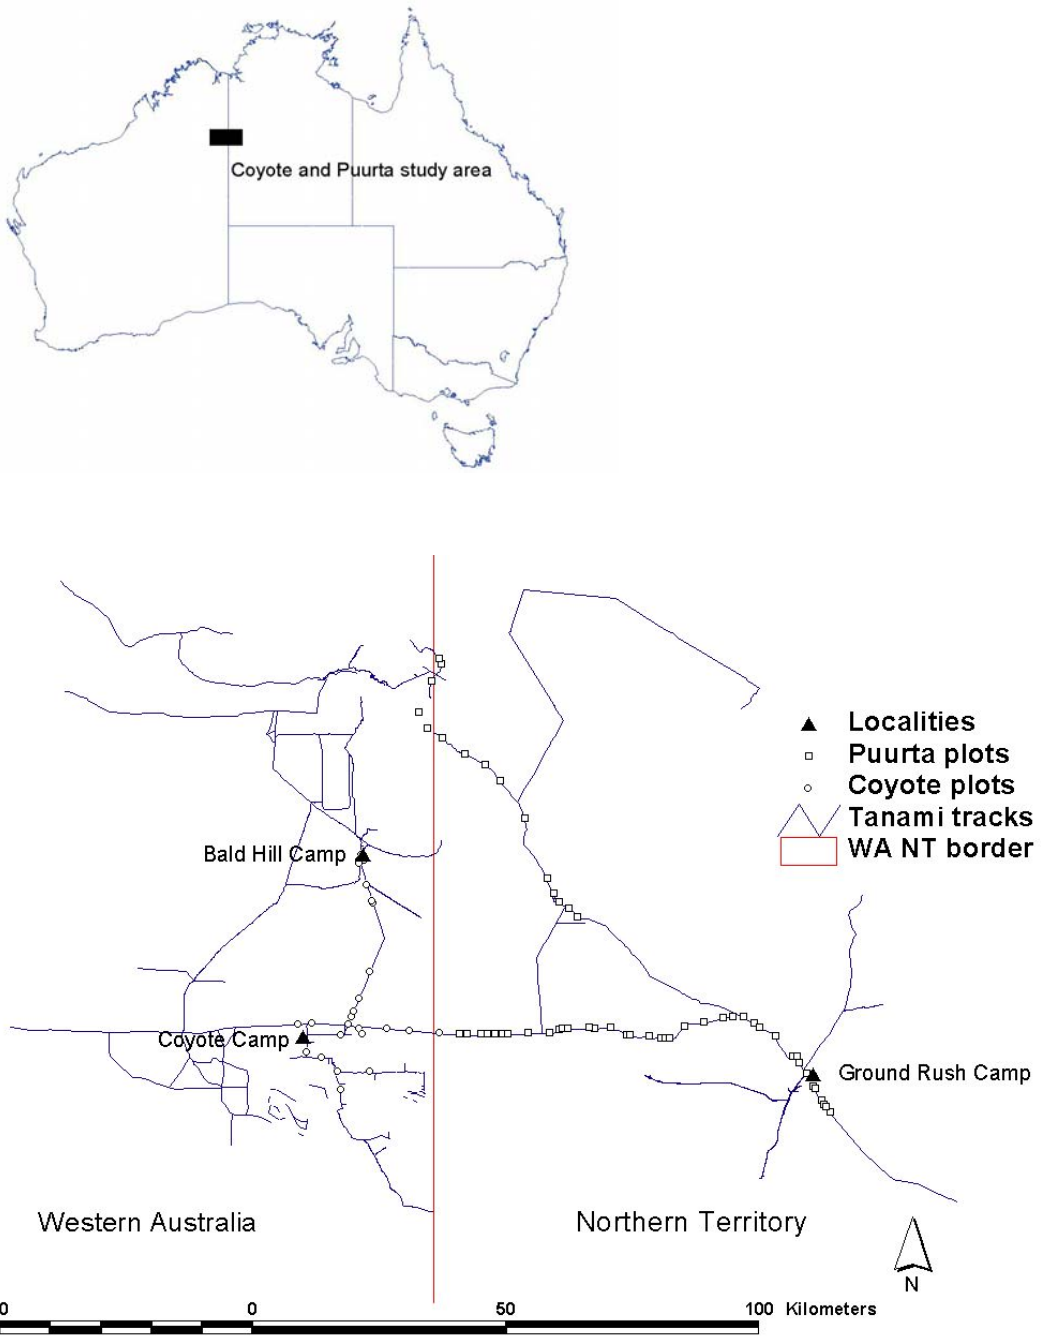 Coyote and Puurta study area
Localities
Puurta plots
Coyote plots
Tanami tracks
WA NT border
Bald Hill Camp
Coyote Camp
Ground Rush Camp
Western Australia
Northern Territory
N
0 0 50 100 Kilometers